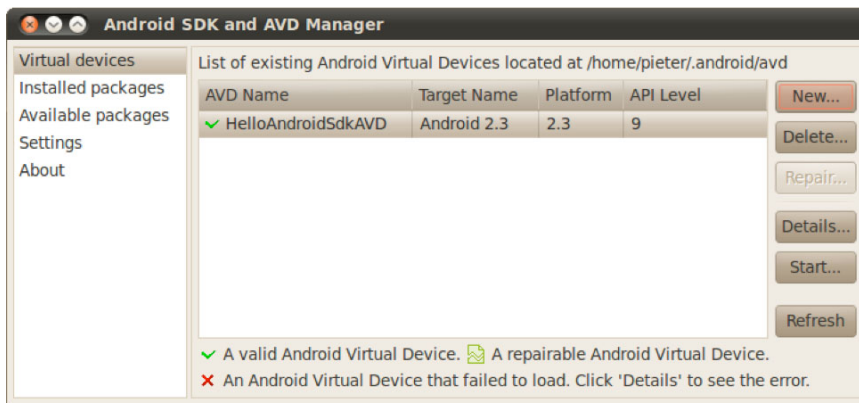 Android SDK and AVD Manager
Virtual devices
Installed packages
Available packages
Settings
About
List of existing Android Virtual Devices located at /home/pieter/.android/avd
AVD Name Target Name Platform API Level
HelloAndroidSdkAVD Android 2.3 2.3 9
New...
Delete...
Repair...
Details...
Start...
Refresh
A valid Android Virtual Device. A repairable Android Virtual Device.
An Android Virtual Device that failed to load. Click 'Details' to see the error.